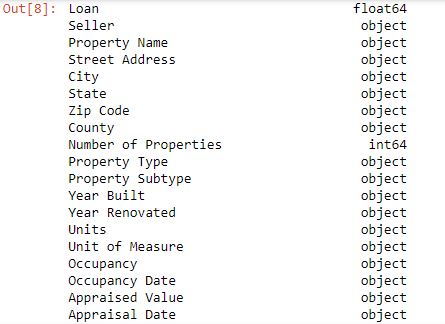 Out[8]: Loan float64
Seller object
Property Name object
Street Address object
City object
State object
Zip Code object
County object
Number of Properties int64
Property Type object
Property Subtype object
Year Built object
Year Renovated object
Units object
Unit of Measure object
Occupancy object
Occupancy Date object
Appraised Value object
Appraisal Date object